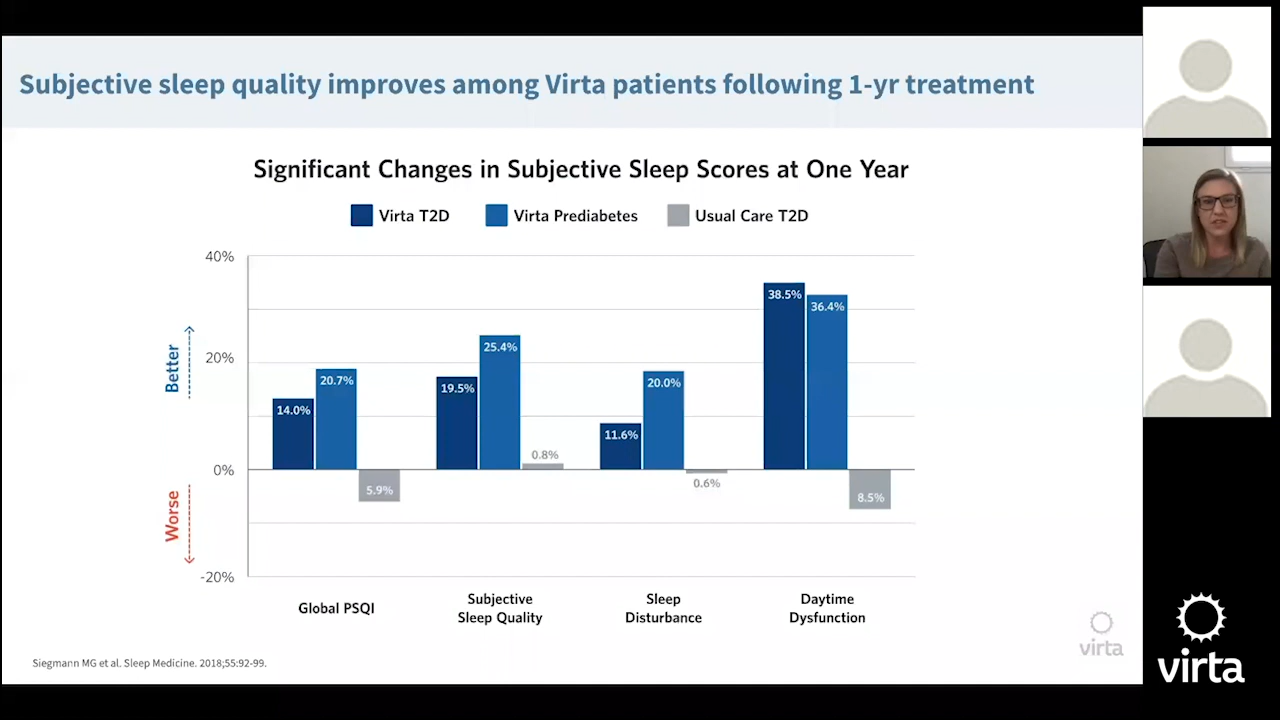 Subjective sleep quality improves among Virta patients following 1-yr treatment
Significant Changes in Subjective Sleep Scores at One Year
Virta T2D
Virta Prediabetes
Usual Care T2D
40%
20%
0%
-20%
Better
Worse
14.0%
20.7%
5.9%
19.5%
25.4%
0.8%
11.6%
20.0%
0.6%
38.5%
36.4%
8.5%
Global PSQI
Subjective
Sleep Quality
Sleep
Disturbance
Daytime
Dysfunction
Siegmann MG et al. Sleep Medicine. 2018;55:92-99.
virta
virta